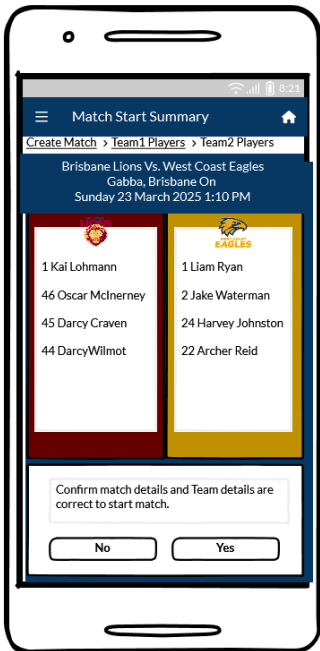 8:21
Match Start Summary
Create Match > Team1 Players > Team2 Players
Brisbane Lions Vs. West Coast Eagles
Gabba, Brisbane On
Sunday 23 March 2025 1:10 PM
LIONS
WEST COAST
EAGLES
1 Kai Lohmann
46 Oscar McInerney
45 Darcy Craven
44 DarcyWilmot
1 Liam Ryan
2 Jake Waterman
24 Harvey Johnston
22 Archer Reid
Confirm match details and Team details are
correct to start match.
No
Yes